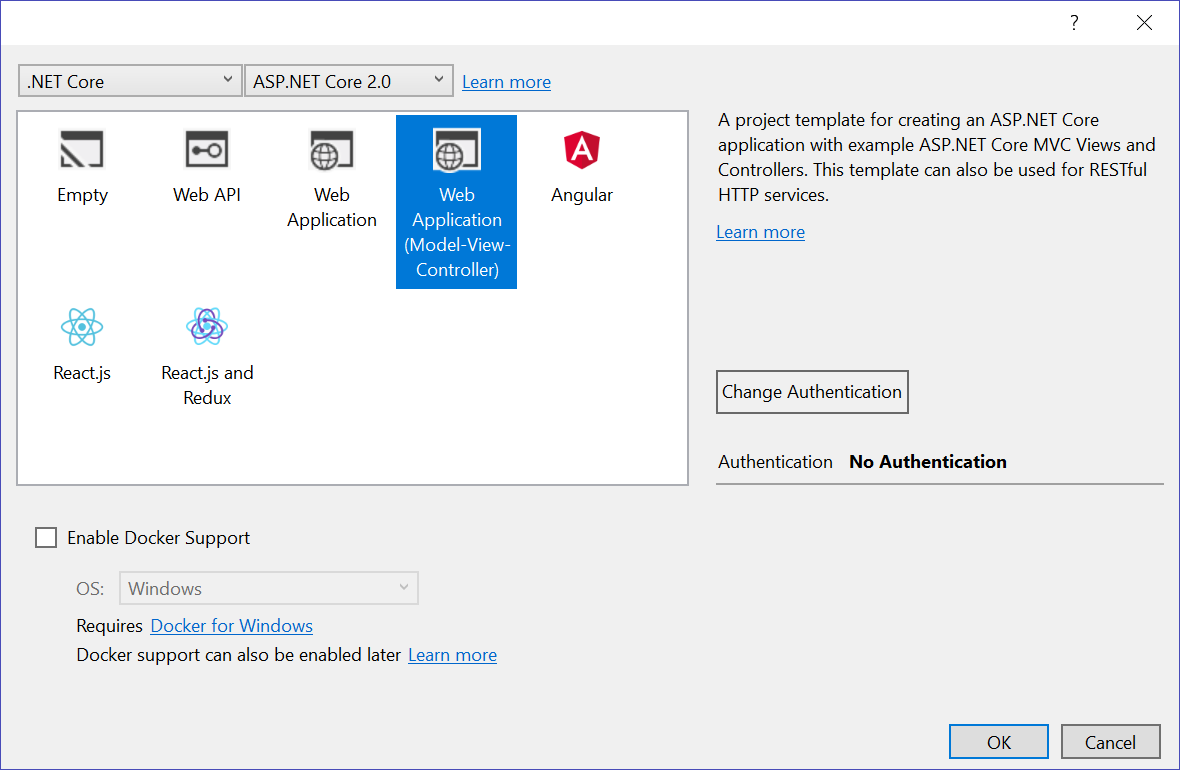 ?
.NET Core
ASP.NET Core 2.0
Learn more
Empty
Web API
Web
Application
Web
Application
(Model-View-
Controller)
Angular
React.js
React.js and
Redux
A project template for creating an ASP.NET Core
application with example ASP.NET Core MVC Views and
Controllers. This template can also be used for RESTful
HTTP services.
Learn more
Change Authentication
Authentication No Authentication
Enable Docker Support
OS: Windows
Requires Docker for Windows
Docker support can also be enabled later Learn more
OK
Cancel